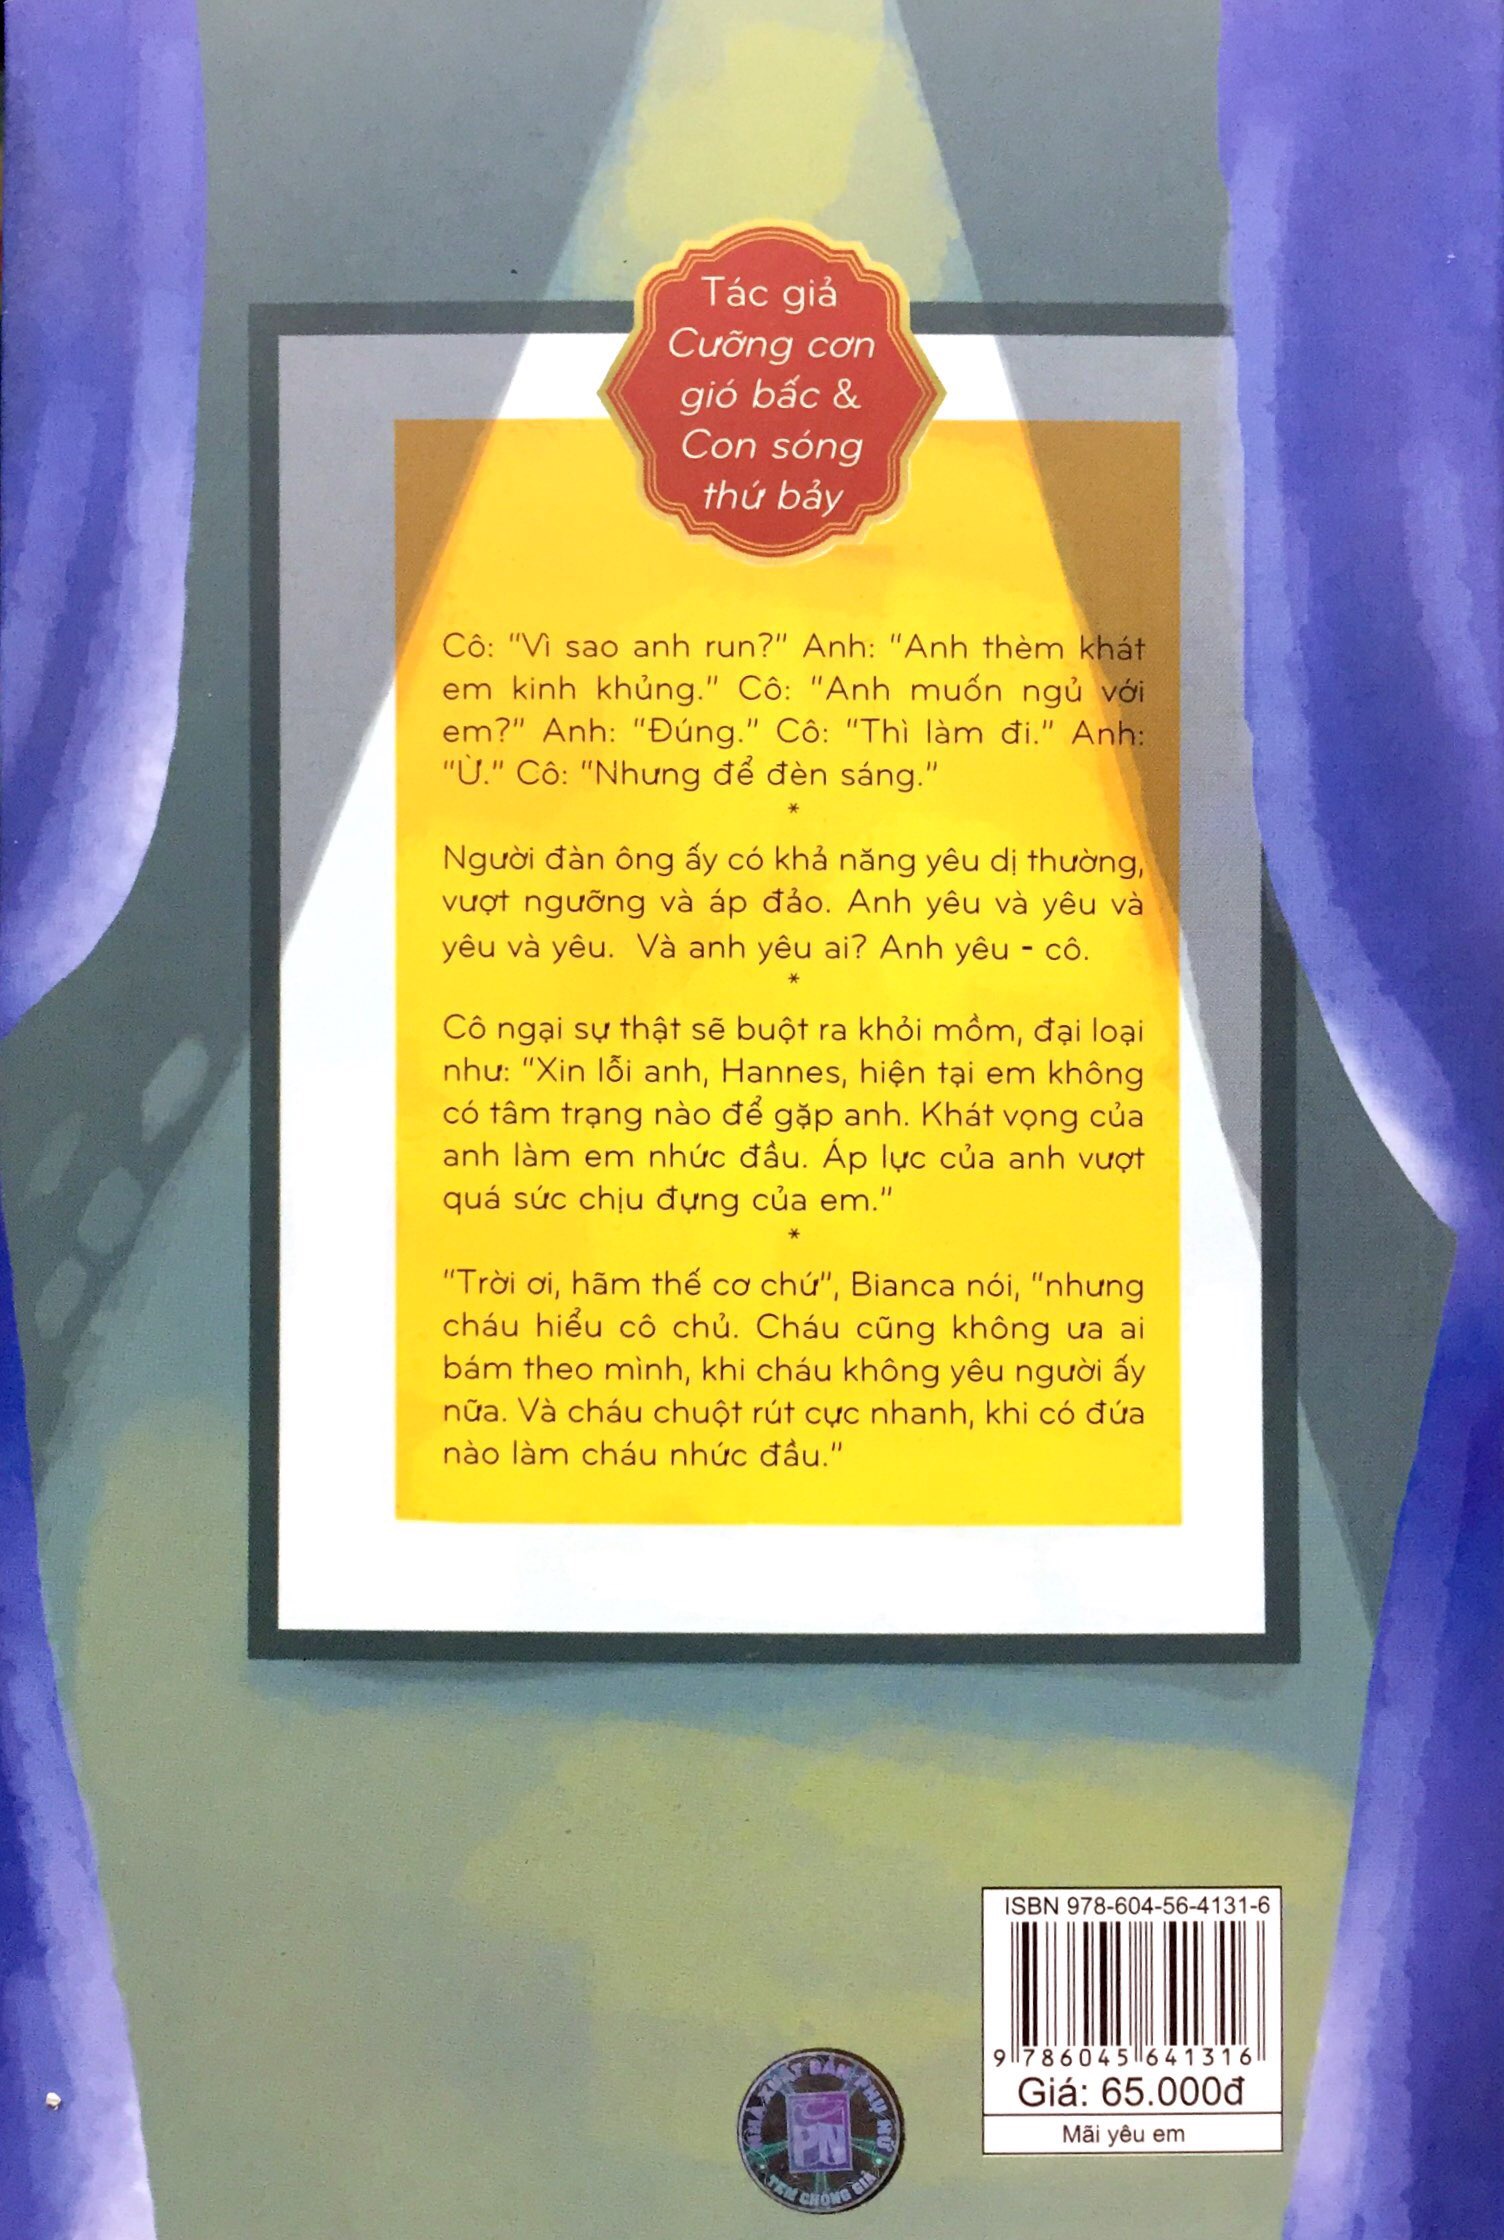 Tác giả
Cưỡng cơn
gió bấc &
Con sóng
thứ bảy
Cô: "Vì sao anh run?" Anh: "Anh thèm khát
em kinh khủng." Cô: "Anh muốn ngủ với
em?" Anh: "Đúng." Cô: "Thì làm đi." Anh:
"Ừ." Cô: "Nhưng để đèn sáng."
*
Người đàn ông ấy có khả năng yêu dị thường,
vượt ngưỡng và áp đảo. Anh yêu và yêu và
yêu và yêu. Và anh yêu ai? Anh yêu - cô.
*
Cô ngại sự thật sẽ buột ra khỏi mồm, đại loại
như: "Xin lỗi anh, Hannes, hiện tại em không
có tâm trạng nào để gặp anh. Khát vọng của
anh làm em nhức đầu. Áp lực của anh vượt
quá sức chịu đựng của em."
*
"Trời ơi, hãm thế cơ chứ", Bianca nói, "nhưng
cháu hiểu cô chủ. Cháu cũng không ưa ai
bám theo mình, khi cháu không yêu người ấy
nữa. Và cháu chuột rút cực nhanh, khi có đứa
nào làm cháu nhức đầu."
ISBN 978-604-56-4131-6
9 786045 641316
Giá: 65.000đ
Mãi yêu em
NHÀ XUẤT BẢN PHỤ NỮ
PN
TEM CHỐNG GIẢ